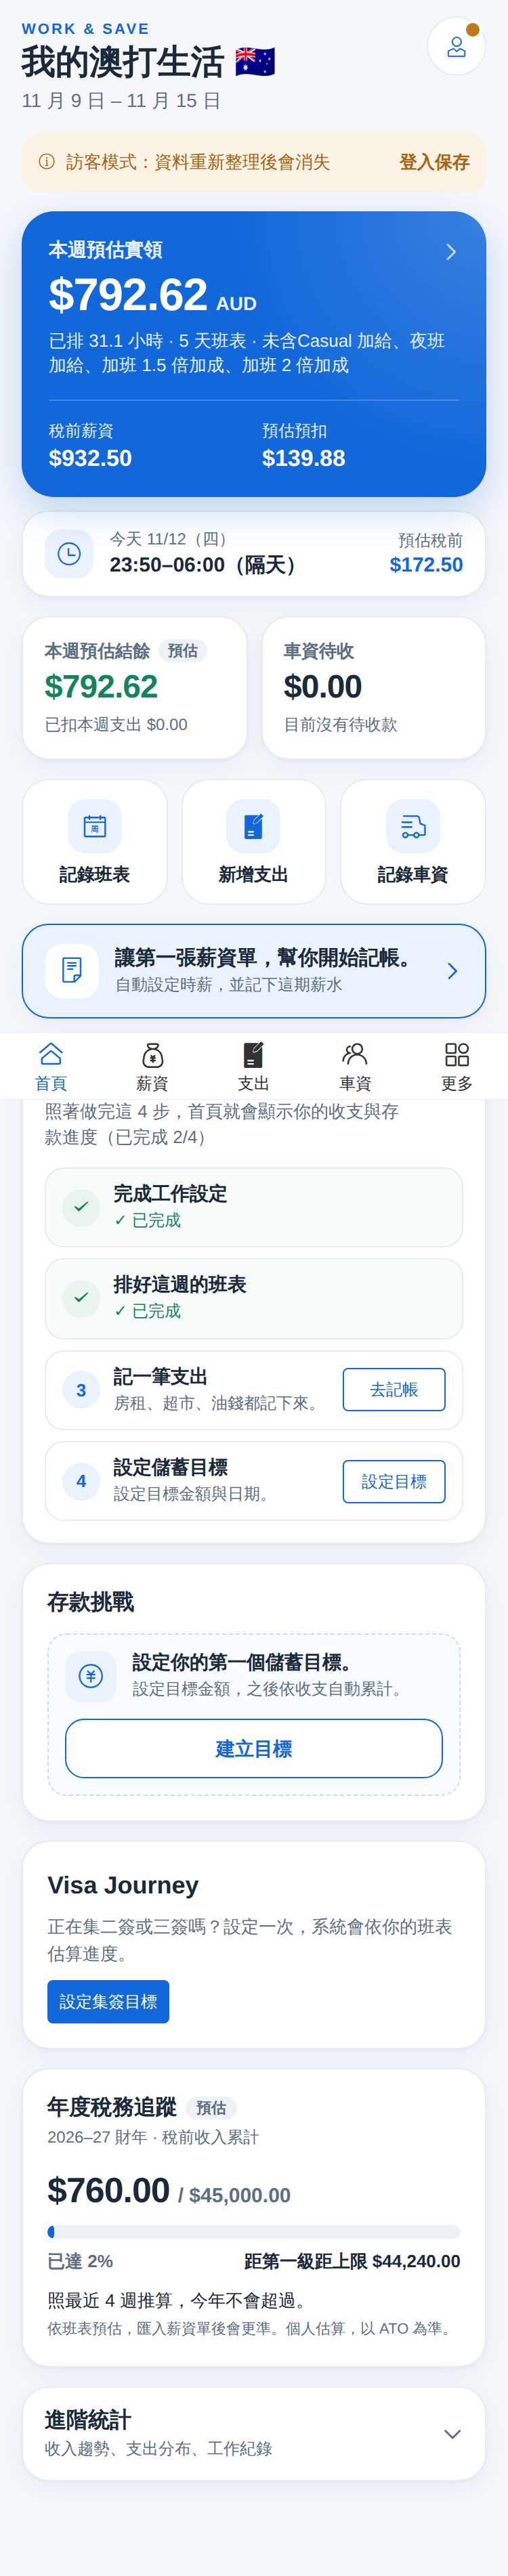 WORK & SAVE
我的澳打生活 🇦🇺
11 月 9 日 – 11 月 15 日
訪客模式：資料重新整理後會消失 登入保存
本週預估實領
$792.62 AUD
已排 31.1 小時 · 5 天班表 · 未含Casual 加給、夜班
加給、加班 1.5 倍加成、加班 2 倍加成
稅前薪資 預估預扣
$932.50 $139.88
今天 11/12（四） 預估稅前
23:50–06:00（隔天） $172.50
本週預估結餘 預估
$792.62
已扣本週支出 $0.00
車資待收
$0.00
目前沒有待收款
周
記錄班表 新增支出 記錄車資
讓第一張薪資單，幫你開始記帳。
自動設定時薪，並記下這期薪水
首頁 薪資 支出 車資 更多
照著做完這 4 步，首頁就會顯示你的收支與存
款進度（已完成 2/4）
完成工作設定
✓ 已完成
排好這週的班表
✓ 已完成
3 記一筆支出
房租、超市、油錢都記下來。 去記帳
4 設定儲蓄目標
設定目標金額與日期。 設定目標
存款挑戰
設定你的第一個儲蓄目標。
設定目標金額，之後依收支自動累計。
建立目標
Visa Journey
正在集二簽或三簽嗎？設定一次，系統會依你的班表
估算進度。
設定集簽目標
年度稅務追蹤 預估
2026–27 財年 · 稅前收入累計
$760.00 / $45,000.00
已達 2% 距第一級距上限 $44,240.00
照最近 4 週推算，今年不會超過。
依班表預估，匯入薪資單後會更準。個人估算，以 ATO 為準。
進階統計
收入趨勢、支出分布、工作紀錄